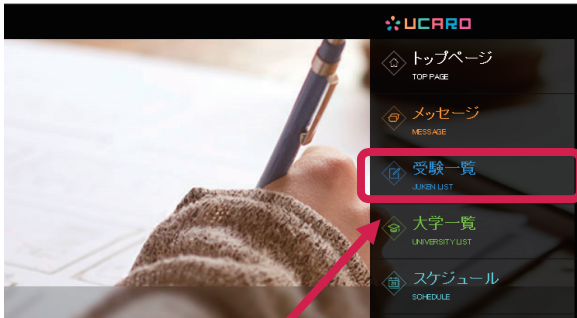 UCARO
トップページ
TOP PAGE
メッセージ
MESSAGE
受験一覧
JUKEN LIST
大学一覧
UNIVERSITY LIST
スケジュール
SCHEDULE